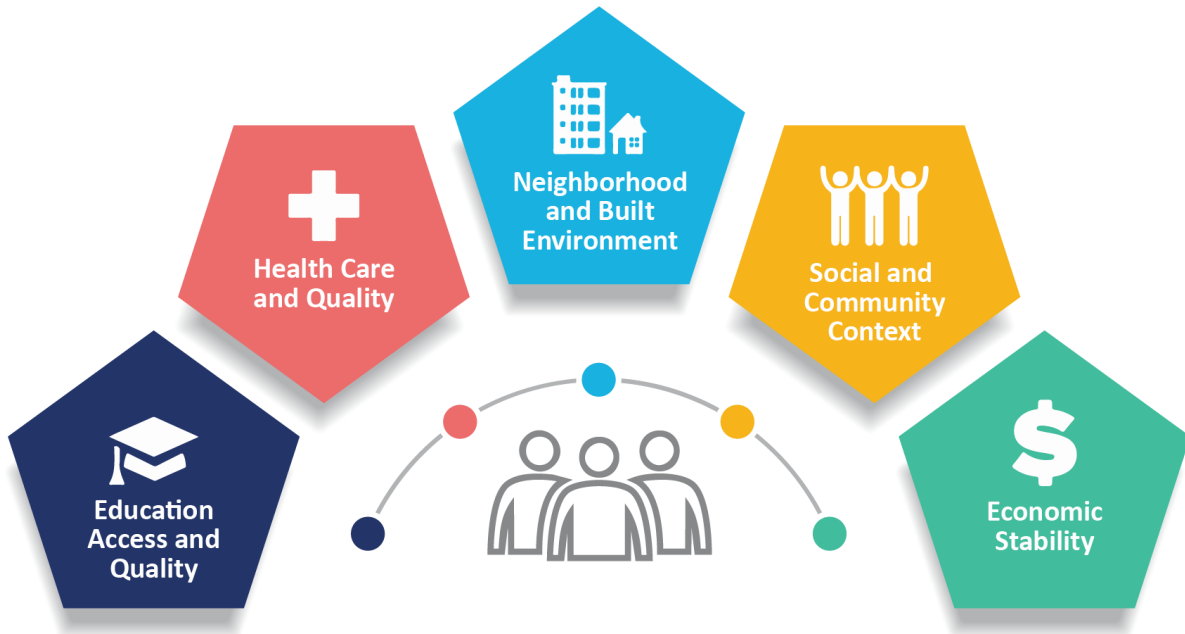 Neighborhood
and Built
Environment
Health Care
and Quality
Social and
Community
Context
Education
Access and
Quality
Economic
Stability